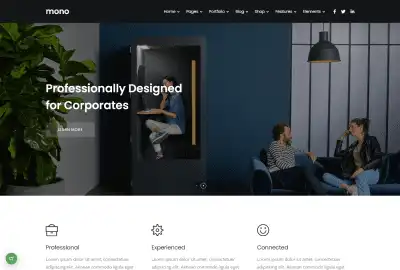 mono
Home Pages Portfolio Blog Shop Features Elements
Professionally Designed
for Corporates
LEARN MORE
Professional
Experienced
Connected
Lorem ipsum dolor sit amet, consectetuer
Lorem ipsum dolor sit amet, consectetuer
Lorem ipsum dolor sit amet, consectetuer
adipiscing elit. Aenean commodo ligula eget
adipiscing elit. Aenean commodo ligula eget
adipiscing elit. Aenean commodo ligula eget